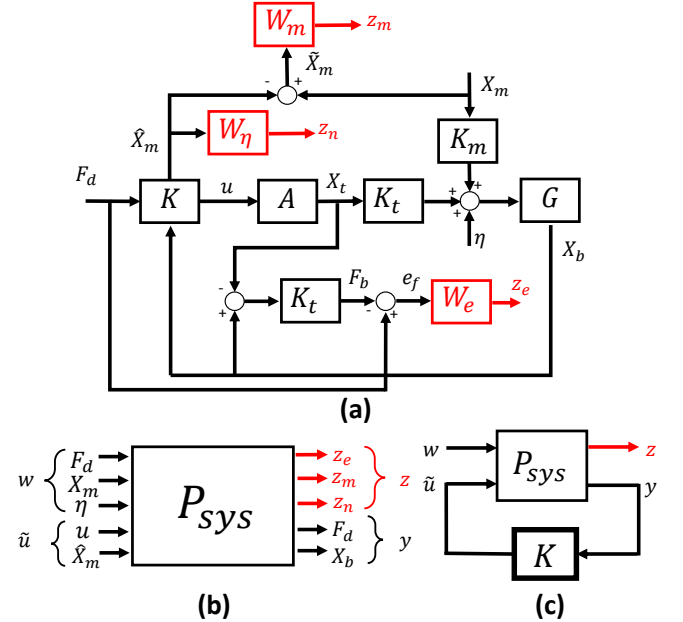 W_m z_m
X̃_m
- +
X_m
X̂_m W_η z_n K_m
F_d K u A X_t K_t + + + G
η X_b
- + K_t F_b - + e_f W_e z_e
(a)
w F_d X_m η
ũ u X̂_m
P_sys
z_e z_m z_n z
F_d X_b y
(b)
w ũ P_sys z y
K
(c)